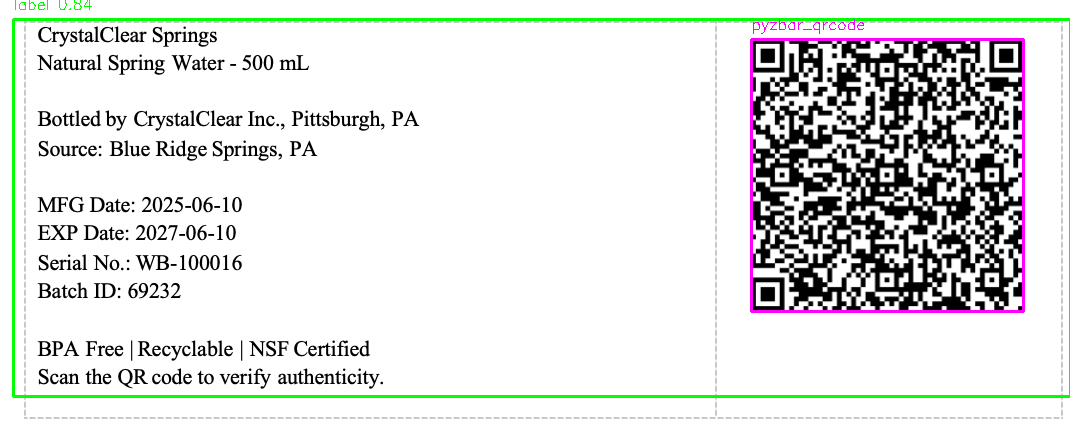 label 0.84
pyzbar_qrcode
CrystalClear Springs
Natural Spring Water - 500 mL
Bottled by CrystalClear Inc., Pittsburgh, PA
Source: Blue Ridge Springs, PA
MFG Date: 2025-06-10
EXP Date: 2027-06-10
Serial No.: WB-100016
Batch ID: 69232
BPA Free | Recyclable | NSF Certified
Scan the QR code to verify authenticity.